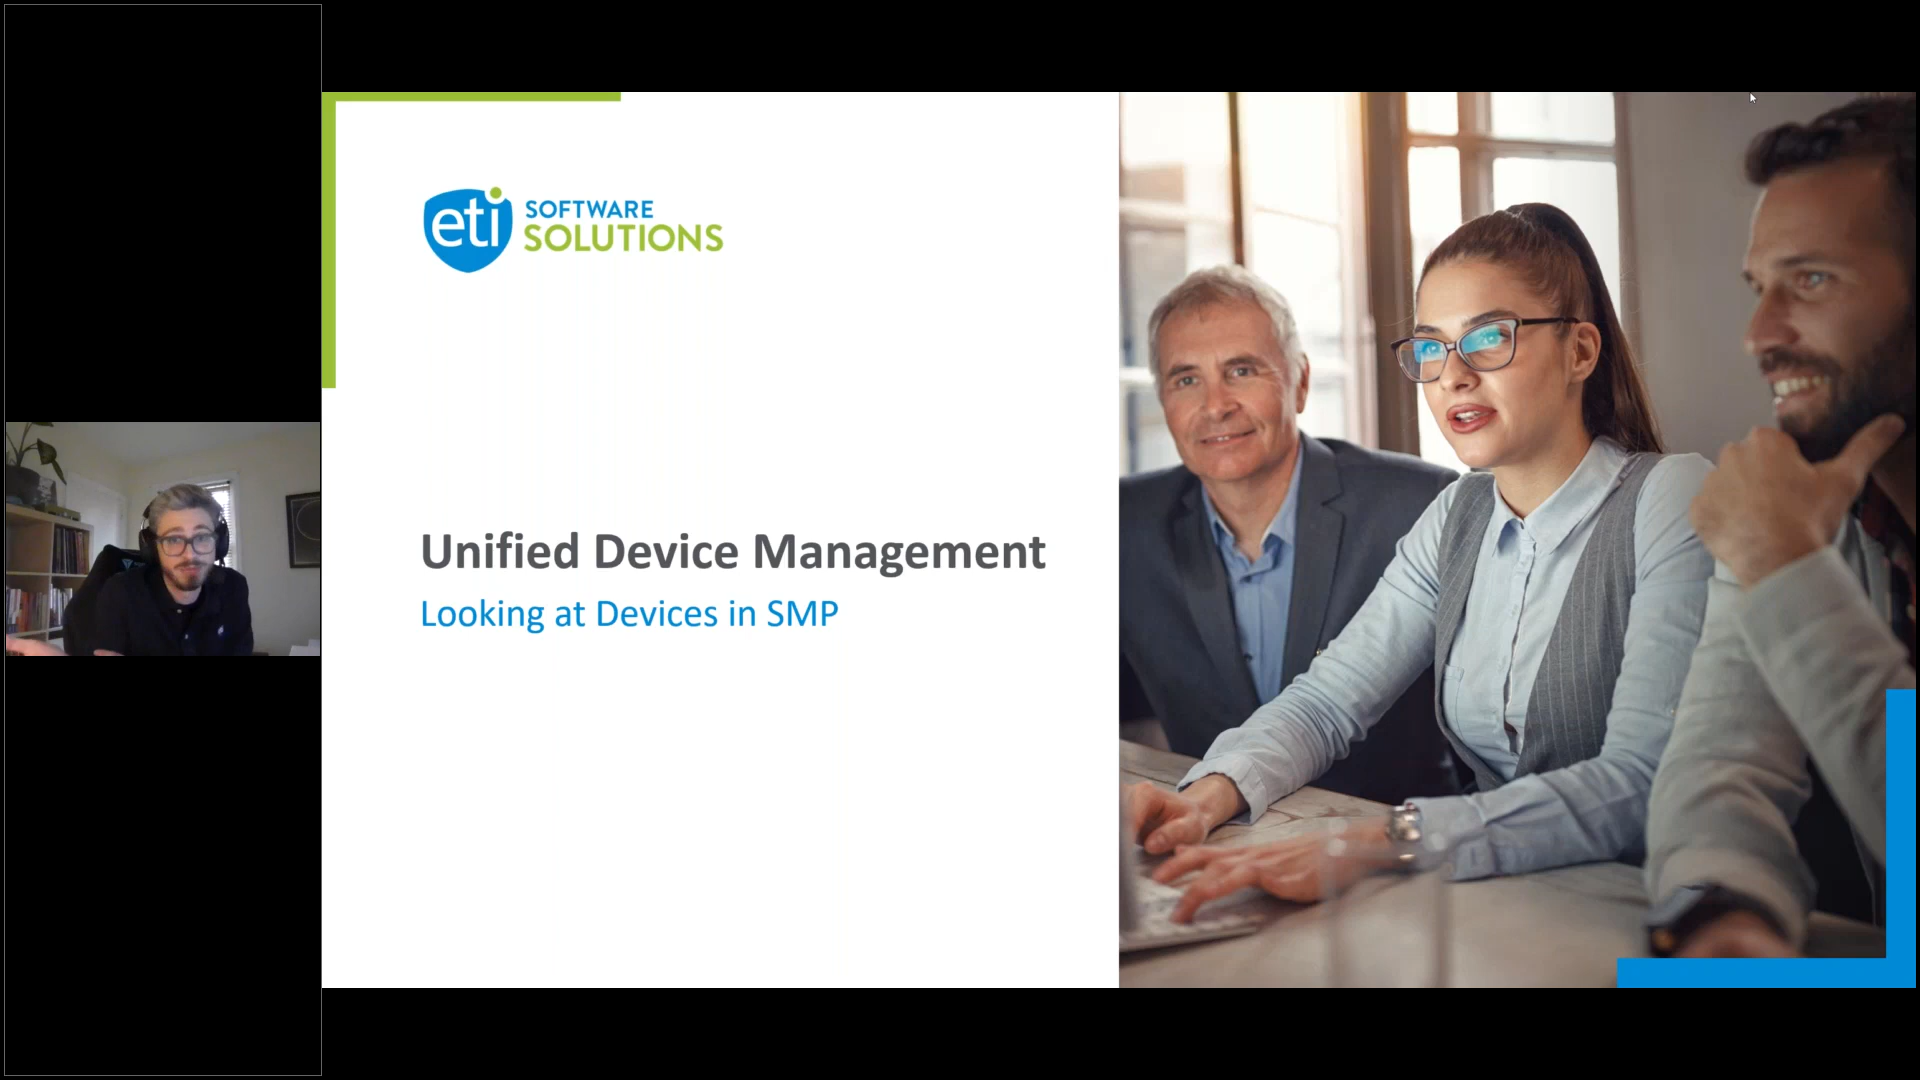 eti SOFTWARE
SOLUTIONS
Unified Device Management
Looking at Devices in SMP